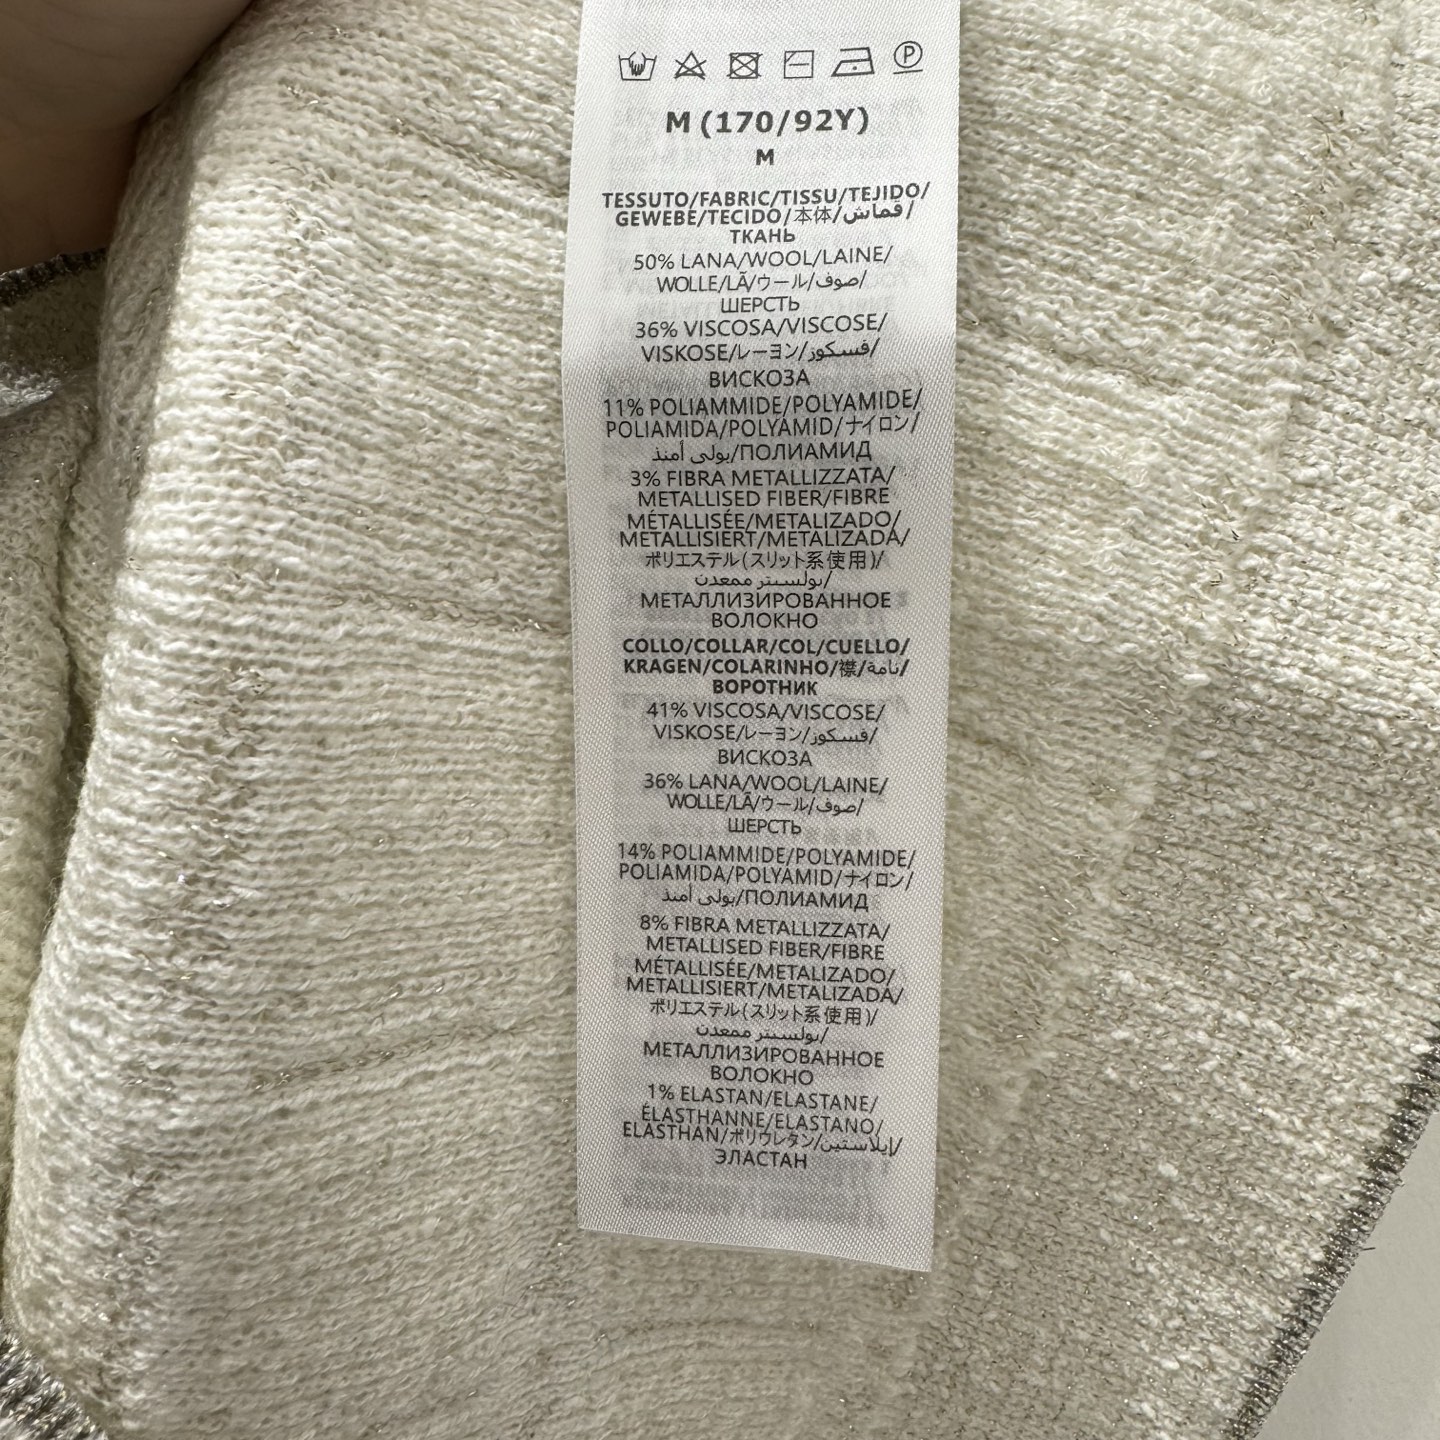 P
M (170/92Y)
M
TESSUTO/FABRIC/TISSU/TEJIDO/
GEWEBE/TECIDO/本体/قماش/
ТКАНЬ
50% LANA/WOOL/LAINE/
WOLLE/LÃ/ウール/صوف/
ШЕРСТЬ
36% VISCOSA/VISCOSE/
VISKOSE/レーヨン/فسكوز/
ВИСКОЗА
11% POLIAMMIDE/POLYAMIDE/
POLIAMIDA/POLYAMID/ナイロン/
بولي أمند/ПОЛИАМИД
3% FIBRA METALLIZZATA/
METALLISED FIBER/FIBRE
MÉTALLISÉE/METALIZADO/
METALLISIERT/METALIZADA/
ポリエステル(スリット系使用)/
بولستر ممعدن/
МЕТАЛЛИЗИРОВАННОЕ
ВОЛОКНО
COLLO/COLLAR/COL/CUELLO/
KRAGEN/COLARINHO/襟/نامة/
ВОРОТНИК
41% VISCOSA/VISCOSE/
VISKOSE/レーヨン/فسكوز/
ВИСКОЗА
36% LANA/WOOL/LAINE/
WOLLE/LÃ/ウール/صوف/
ШЕРСТЬ
14% POLIAMMIDE/POLYAMIDE/
POLIAMIDA/POLYAMID/ナイロン/
بولي أمند/ПОЛИАМИД
8% FIBRA METALLIZZATA/
METALLISED FIBER/FIBRE
MÉTALLISÉE/METALIZADO/
METALLISIERT/METALIZADA/
ポリエステル(スリット系使用)/
بولستر ممعدن/
МЕТАЛЛИЗИРОВАННОЕ
ВОЛОКНО
1% ELASTAN/ELASTANE/
ÉLASTHANNE/ELASTANO/
ELASTHAN/ポリウレタン/إيلاستين/
ЭЛАСТАН